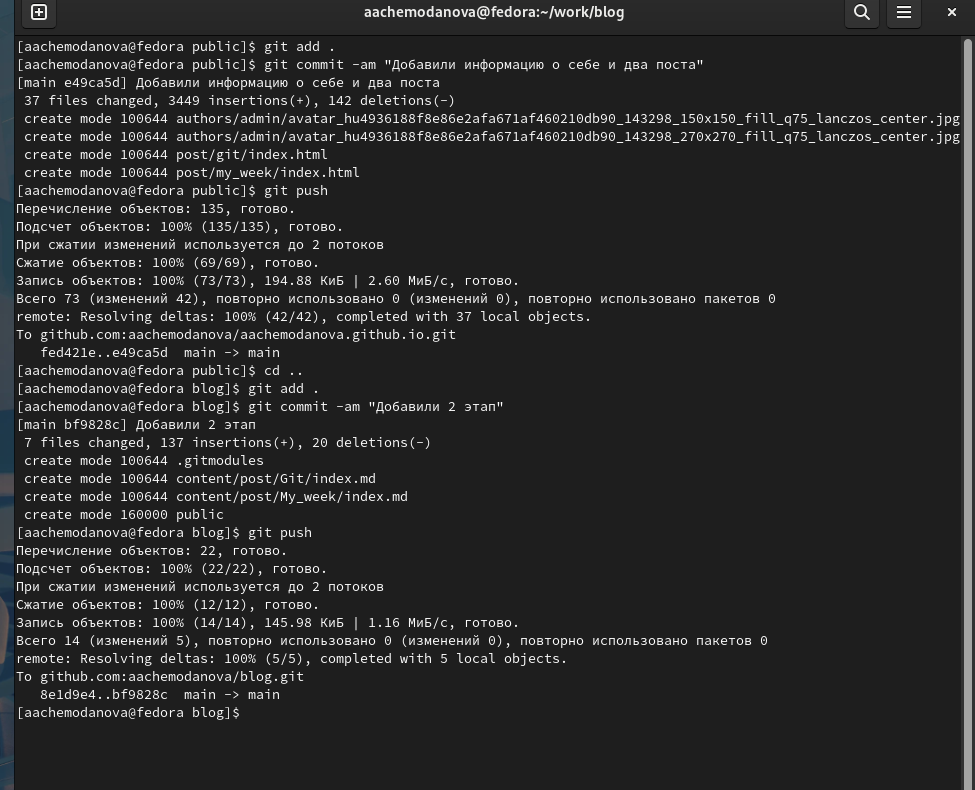 aachemodanova@fedora:~/work/blog
[aachemodanova@fedora public]$ git add .
[aachemodanova@fedora public]$ git commit -am "Добавили информацию о себе и два поста"
[main e49ca5d] Добавили информацию о себе и два поста
 37 files changed, 3449 insertions(+), 142 deletions(-)
 create mode 100644 authors/admin/avatar_hu4936188f8e86e2afa671af460210db90_143298_150x150_fill_q75_lanczos_center.jpg
 create mode 100644 authors/admin/avatar_hu4936188f8e86e2afa671af460210db90_143298_270x270_fill_q75_lanczos_center.jpg
 create mode 100644 post/git/index.html
 create mode 100644 post/my_week/index.html
[aachemodanova@fedora public]$ git push
Перечисление объектов: 135, готово.
Подсчет объектов: 100% (135/135), готово.
При сжатии изменений используется до 2 потоков
Сжатие объектов: 100% (69/69), готово.
Запись объектов: 100% (73/73), 194.88 КиБ | 2.60 МиБ/с, готово.
Всего 73 (изменений 42), повторно использовано 0 (изменений 0), повторно использовано пакетов 0
remote: Resolving deltas: 100% (42/42), completed with 37 local objects.
To github.com:aachemodanova/aachemodanova.github.io.git
   fed421e..e49ca5d  main -> main
[aachemodanova@fedora public]$ cd ..
[aachemodanova@fedora blog]$ git add .
[aachemodanova@fedora blog]$ git commit -am "Добавили 2 этап"
[main bf9828c] Добавили 2 этап
 7 files changed, 137 insertions(+), 20 deletions(-)
 create mode 100644 .gitmodules
 create mode 100644 content/post/Git/index.md
 create mode 100644 content/post/My_week/index.md
 create mode 160000 public
[aachemodanova@fedora blog]$ git push
Перечисление объектов: 22, готово.
Подсчет объектов: 100% (22/22), готово.
При сжатии изменений используется до 2 потоков
Сжатие объектов: 100% (12/12), готово.
Запись объектов: 100% (14/14), 145.98 КиБ | 1.16 МиБ/с, готово.
Всего 14 (изменений 5), повторно использовано 0 (изменений 0), повторно использовано пакетов 0
remote: Resolving deltas: 100% (5/5), completed with 5 local objects.
To github.com:aachemodanova/blog.git
   8e1d9e4..bf9828c  main -> main
[aachemodanova@fedora blog]$